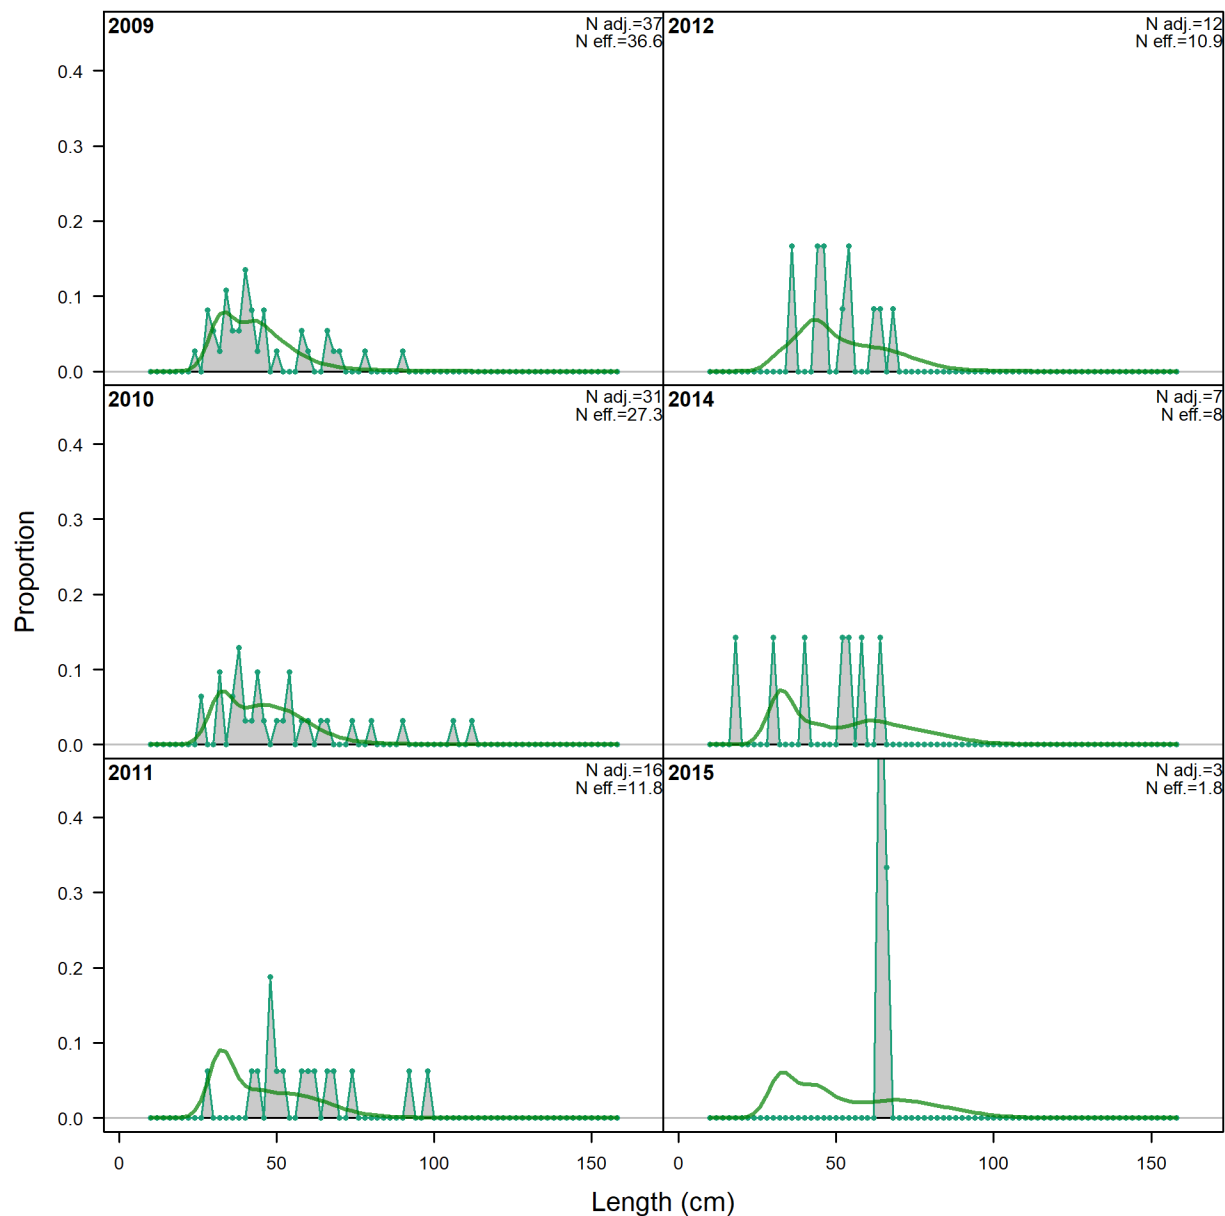 2009
N adj.=37
N eff.=36.6
2012
N adj.=12
N eff.=10.9
0.4
0.3
0.2
0.1
0.0
2010
N adj.=31
N eff.=27.3
2014
N adj.=7
N eff.=8
0.4
0.3
0.2
0.1
0.0
2011
N adj.=16
N eff.=11.8
2015
N adj.=3
N eff.=1.8
0.4
0.3
0.2
0.1
0.0
Proportion
0 50 100 150 0 50 100 150
Length (cm)